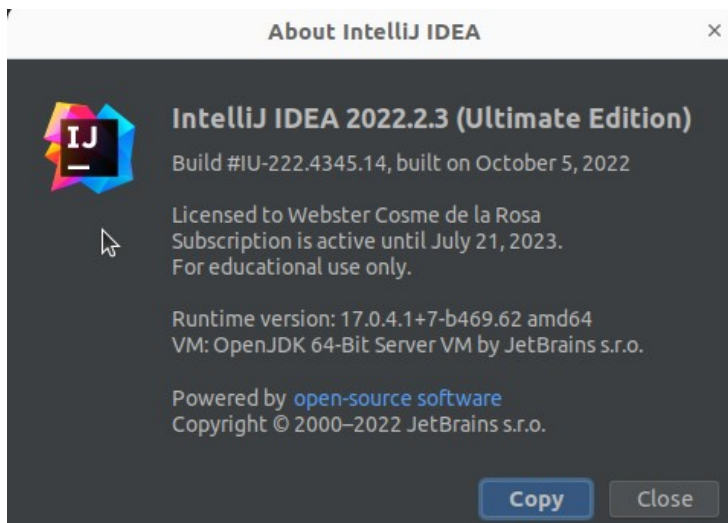 About IntelliJ IDEA
×
IJ
IntelliJ IDEA 2022.2.3 (Ultimate Edition)
Build #IU-222.4345.14, built on October 5, 2022
Licensed to Webster Cosme de la Rosa
Subscription is active until July 21, 2023.
For educational use only.
Runtime version: 17.0.4.1+7-b469.62 amd64
VM: OpenJDK 64-Bit Server VM by JetBrains s.r.o.
Powered by open-source software
Copyright © 2000–2022 JetBrains s.r.o.
Copy Close